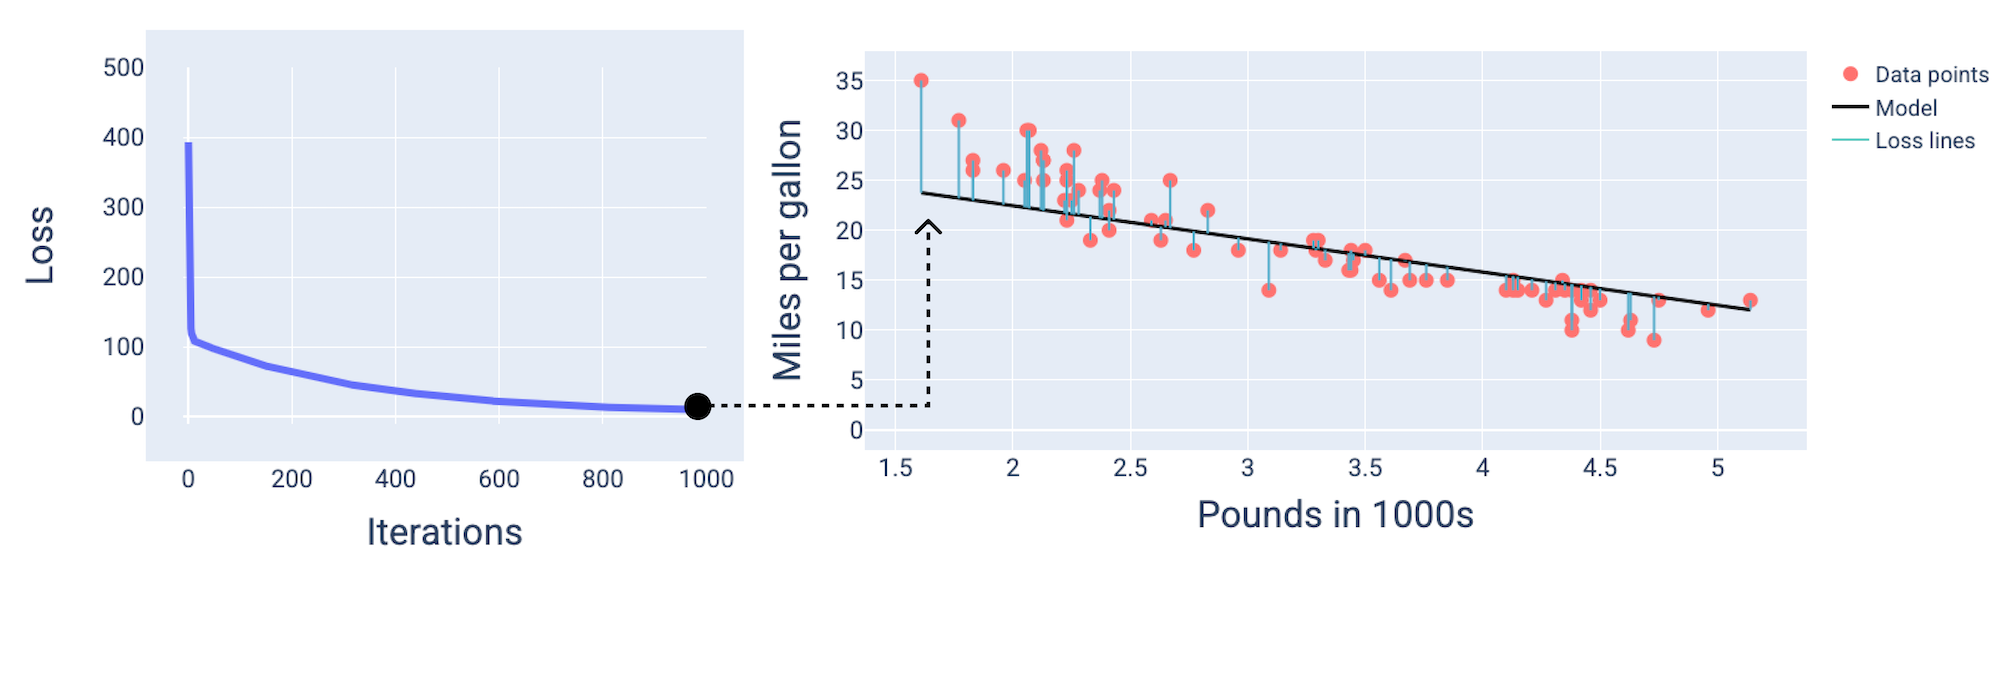 500
400
300
200
100
0
Loss
0 200 400 600 800 1000
Iterations
35
30
25
20
15
10
5
0
Miles per gallon
1.5 2 2.5 3 3.5 4 4.5 5
Pounds in 1000s
Data points
Model
Loss lines